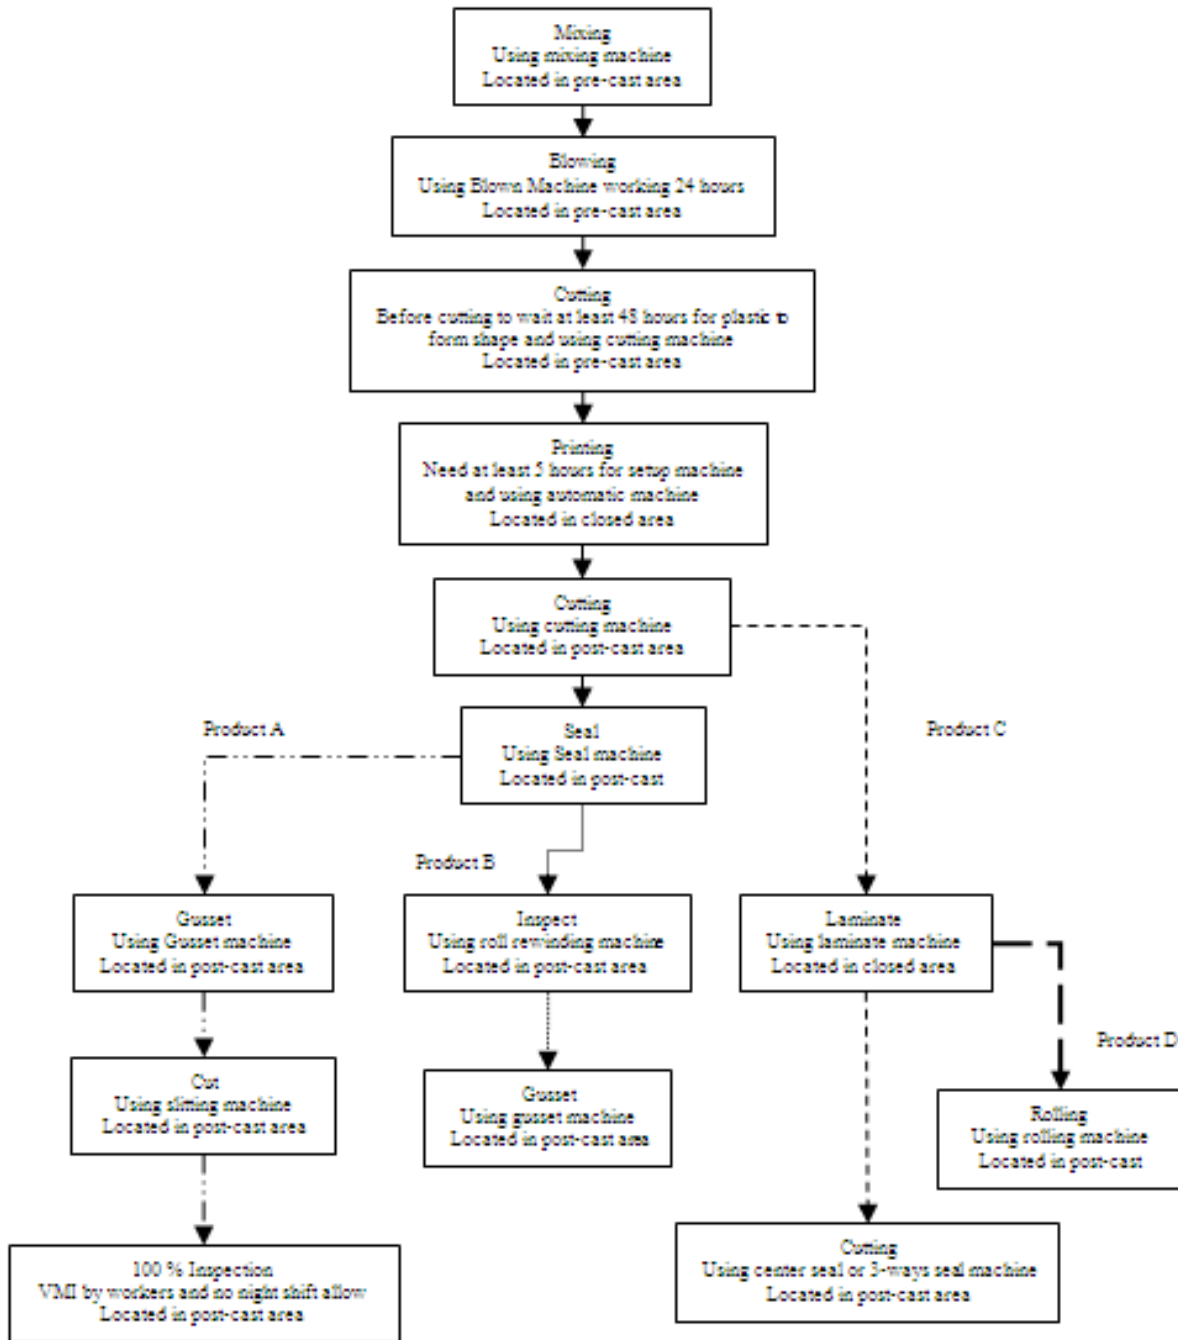 Mixing
Using mixing machine
Located in pre-cast area
Blowing
Using Blown Machine working 24 hours
Located in pre-cast area
Cutting
Before cutting to wait at least 48 hours for plastic to
form shape and using cutting machine
Located in pre-cast area
Printing
Need at least 5 hours for setup machine
and using automatic machine
Located in closed area
Cutting
Using cutting machine
Located in post-cast area
Product A
Seal
Using Seal machine
Located in post-cast
Product C
Product B
Gusset
Using Gusset machine
Located in post-cast area
Inspect
Using roll rewinding machine
Located in post-cast area
Laminate
Using laminate machine
Located in closed area
Product D
Cut
Using slitting machine
Located in post-cast area
Gusset
Using gusset machine
Located in post-cast area
Rolling
Using rolling machine
Located in post-cast
100 % Inspection
VMI by workers and no night shift allow
Located in post-cast area
Cutting
Using center seal or 3-ways seal machine
Located in post-cast area